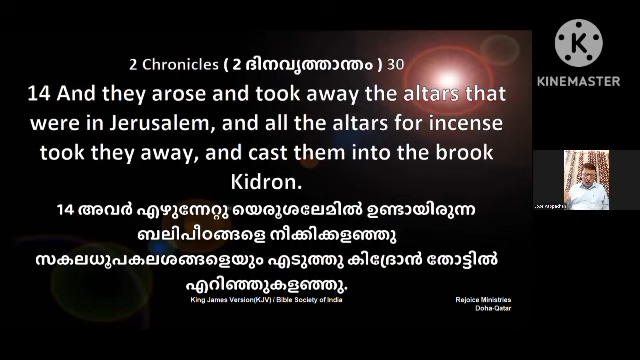 2 Chronicles ( 2 ദിനവൃത്താന്തം ) 30
14 And they arose and took away the altars that
were in Jerusalem, and all the altars for incense
took they away, and cast them into the brook
Kidron.
14 അവർ എഴുന്നേറ്റു യെരൂശലേമിൽ ഉണ്ടായിരുന്ന
ബലിപീഠങ്ങളെ നീക്കിക്കളഞ്ഞു
സകലധൂപകലശങ്ങളെയും എടുത്തു കിദ്രോൻ തോട്ടിൽ
എറിഞ്ഞുകളഞ്ഞു.
King James Version(KJV) / Bible Society of India
Rejoice Ministries
Doha-Qatar
K
KINEMASTER